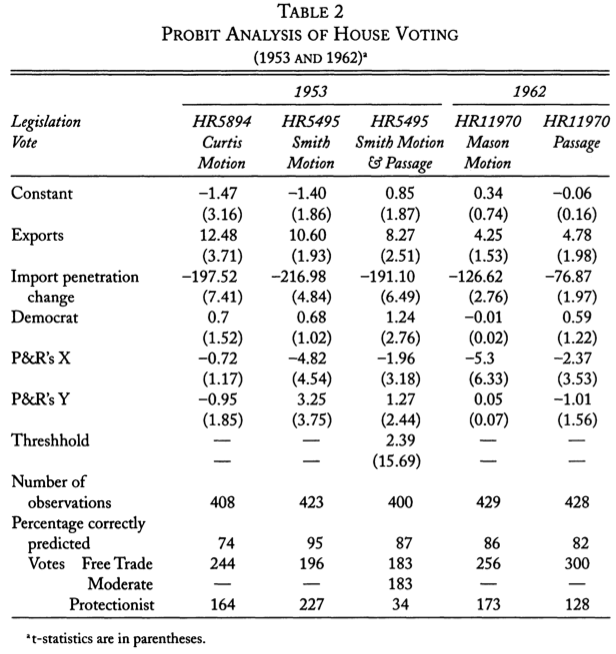 TABLE 2
PROBIT ANALYSIS OF HOUSE VOTING
(1953 AND 1962)ᵃ
1953 1962
Legislation HR5894 HR5495 HR5495 HR11970 HR11970
Vote Curtis Smith Smith Motion Mason Passage
Motion Motion & Passage Motion
Constant −1.47 −1.40 0.85 0.34 −0.06
(3.16) (1.86) (1.87) (0.74) (0.16)
Exports 12.48 10.60 8.27 4.25 4.78
(3.71) (1.93) (2.51) (1.53) (1.98)
Import penetration −197.52 −216.98 −191.10 −126.62 −76.87
change (7.41) (4.84) (6.49) (2.76) (1.97)
Democrat 0.7 0.68 1.24 −0.01 0.59
(1.52) (1.02) (2.76) (0.02) (1.22)
P&R's X −0.72 −4.82 −1.96 −5.3 −2.37
(1.17) (4.54) (3.18) (6.33) (3.53)
P&R's Y −0.95 3.25 1.27 0.05 −1.01
(1.85) (3.75) (2.44) (0.07) (1.56)
Threshhold — — 2.39 — —
— — (15.69) — —
Number of
observations 408 423 400 429 428
Percentage correctly
predicted 74 95 87 86 82
Votes Free Trade 244 196 183 256 300
Moderate — — 183 — —
Protectionist 164 227 34 173 128
ᵃt-statistics are in parentheses.